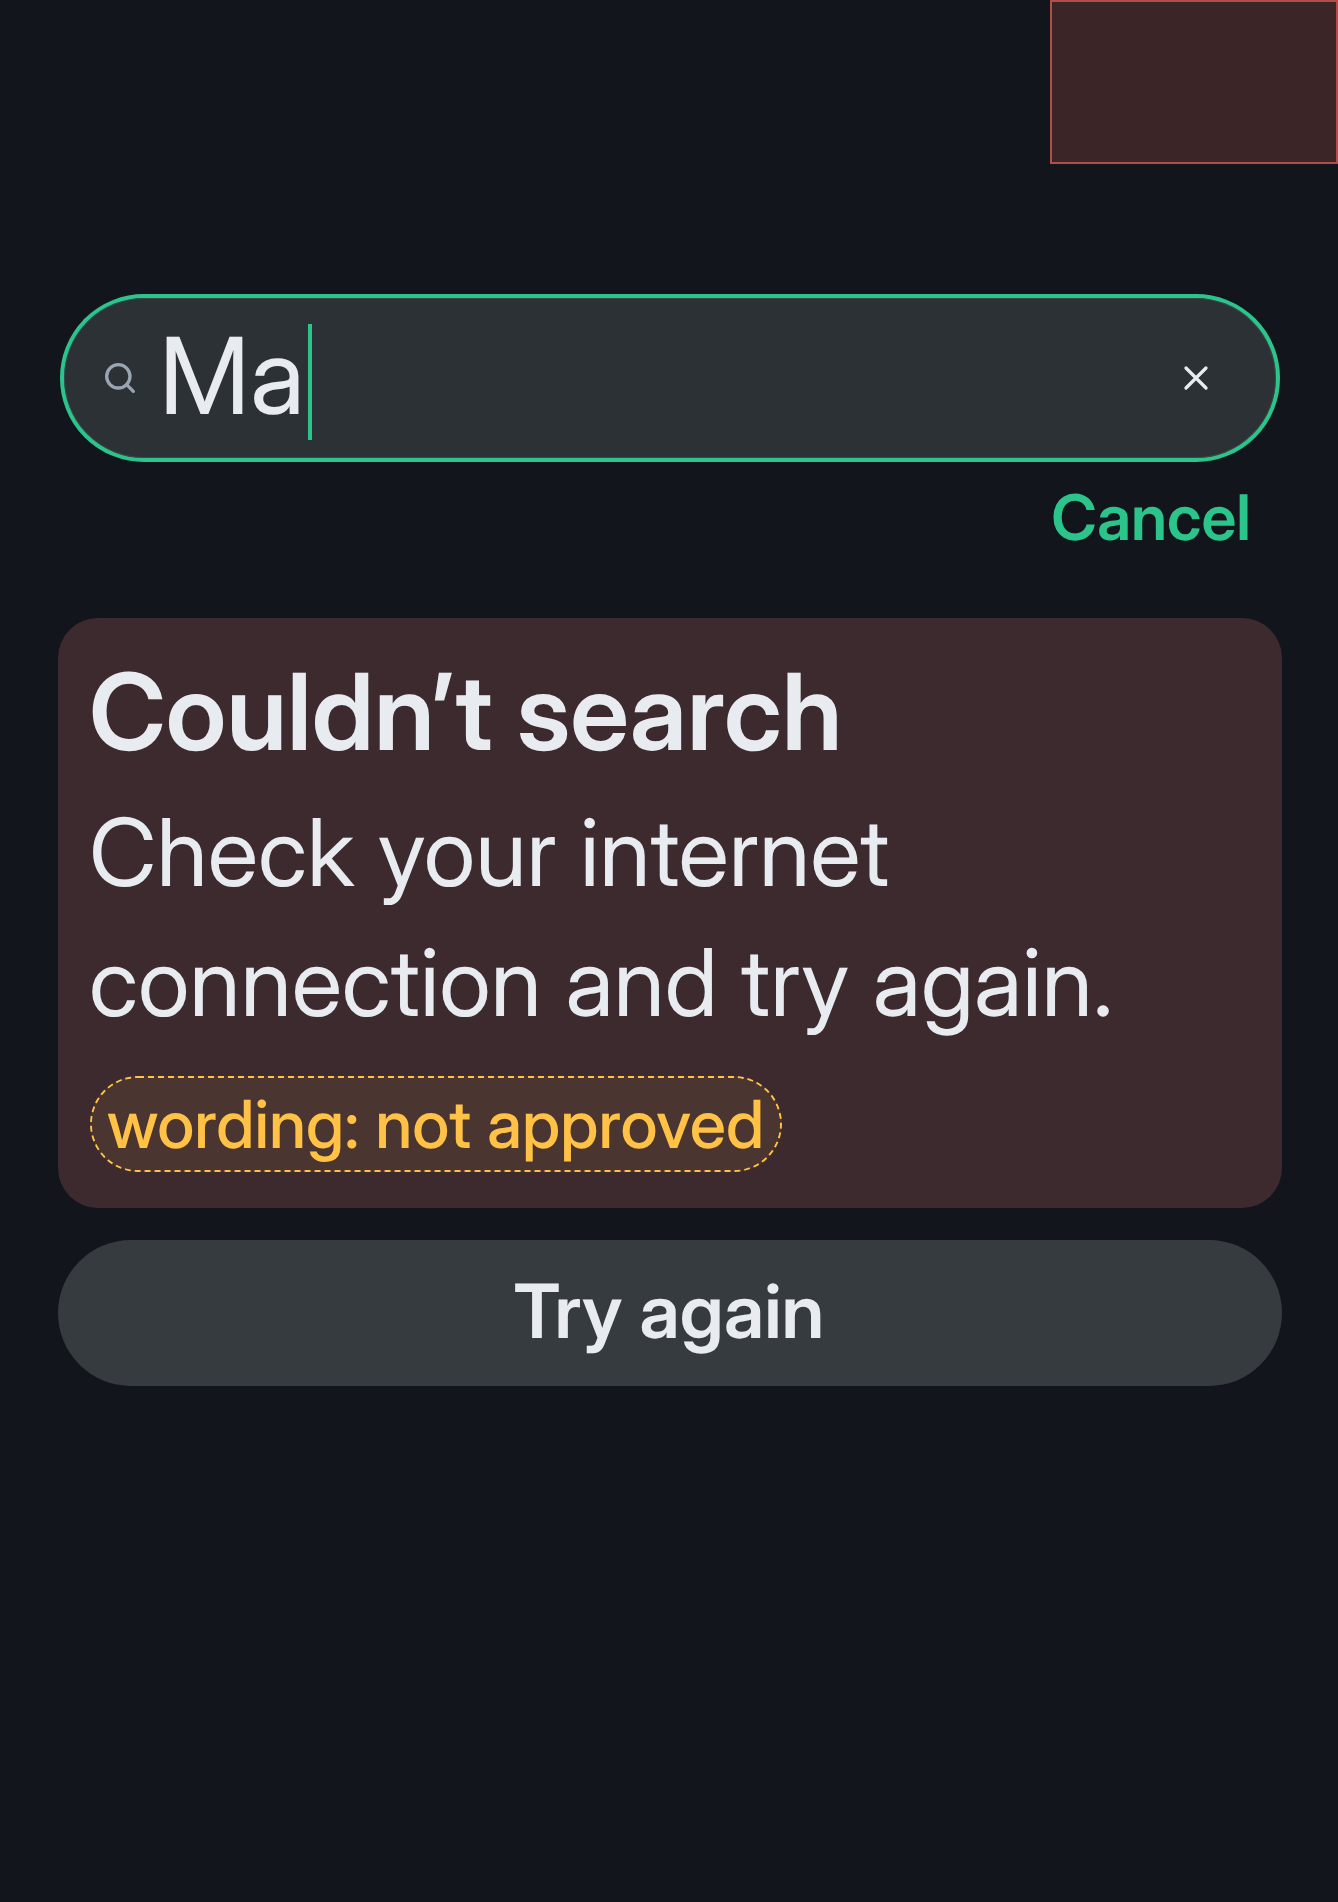 Ma
Cancel
Couldn’t search
Check your internet
connection and try again.
wording: not approved
Try again